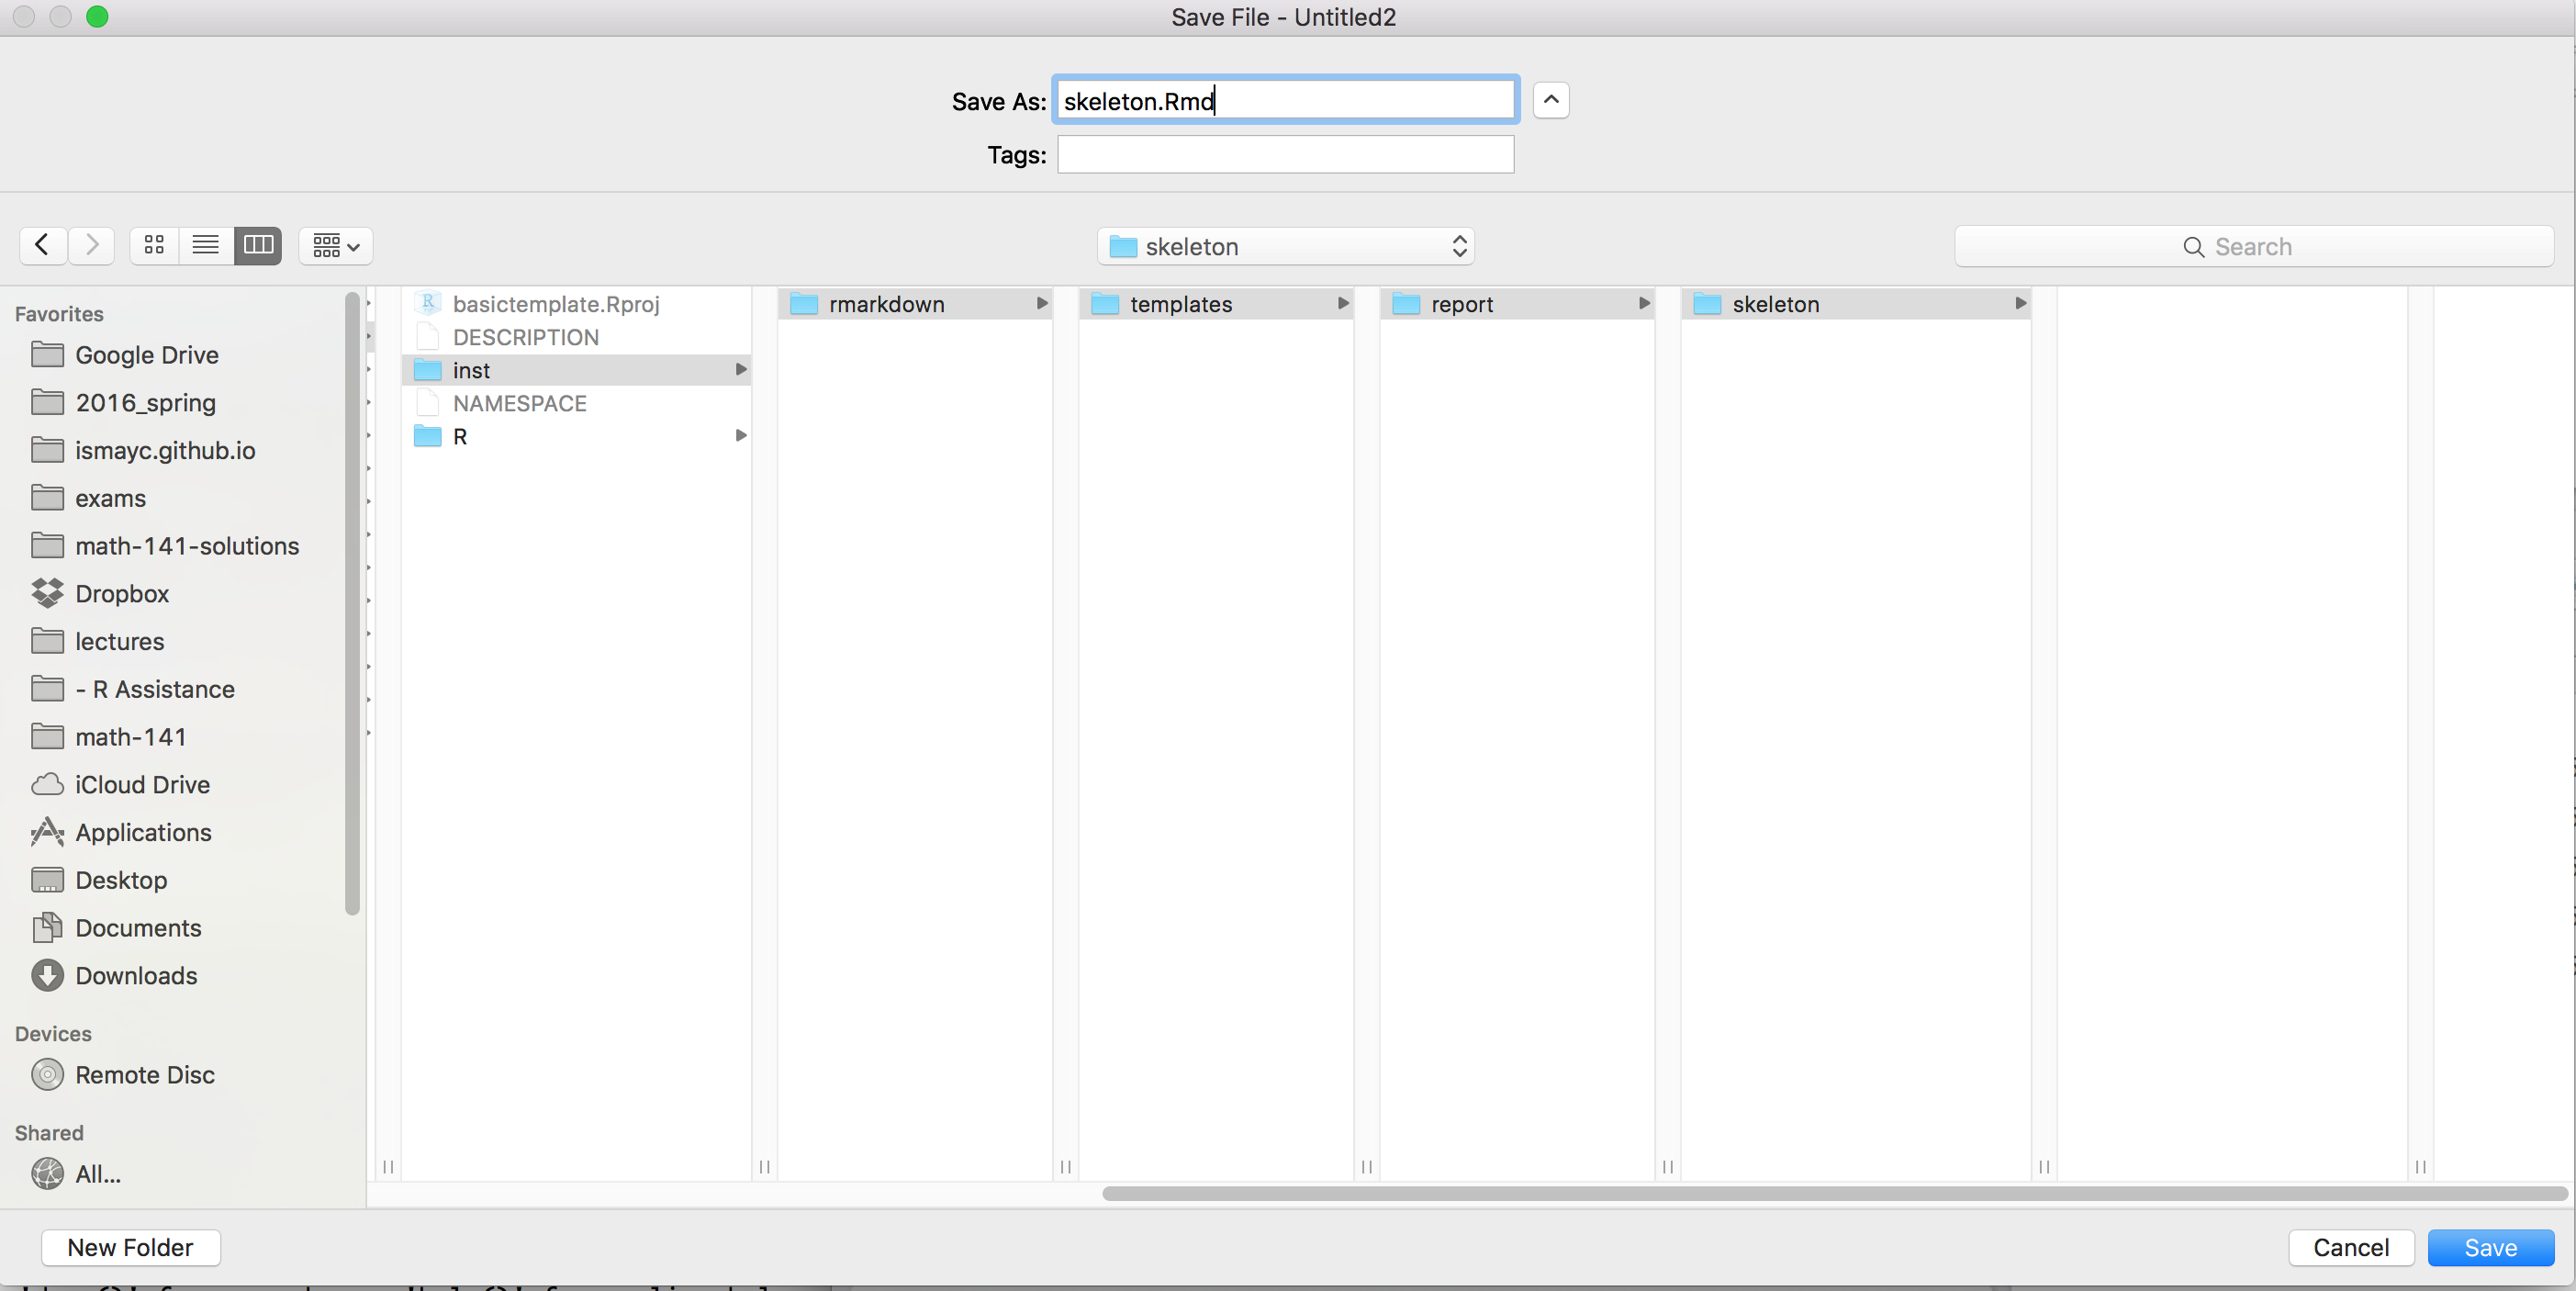 Save File - Untitled2
Save As: skeleton.Rmd
Tags:
skeleton
Search
Favorites
Google Drive
2016_spring
ismayc.github.io
exams
math-141-solutions
Dropbox
lectures
- R Assistance
math-141
iCloud Drive
Applications
Desktop
Documents
Downloads
Devices
Remote Disc
Shared
All...
basictemplate.Rproj
DESCRIPTION
inst
NAMESPACE
R
rmarkdown
templates
report
skeleton
New Folder
Cancel
Save